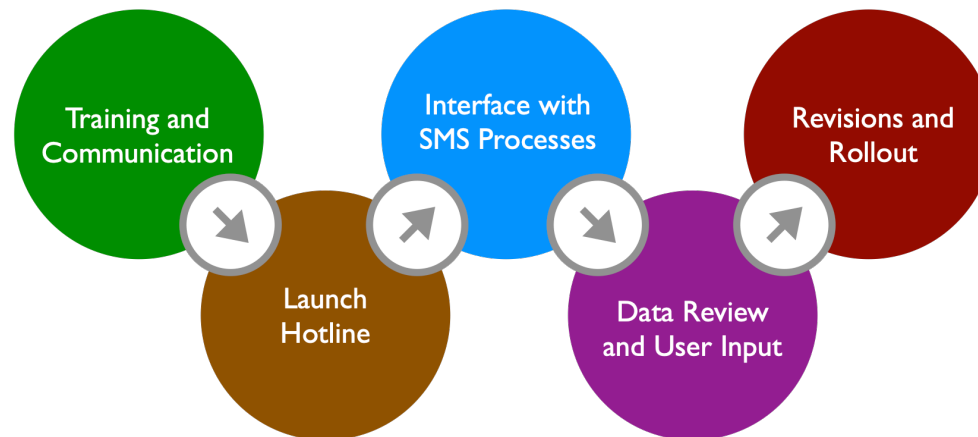 Training and
Communication
Launch
Hotline
Interface with
SMS Processes
Data Review
and User Input
Revisions and
Rollout